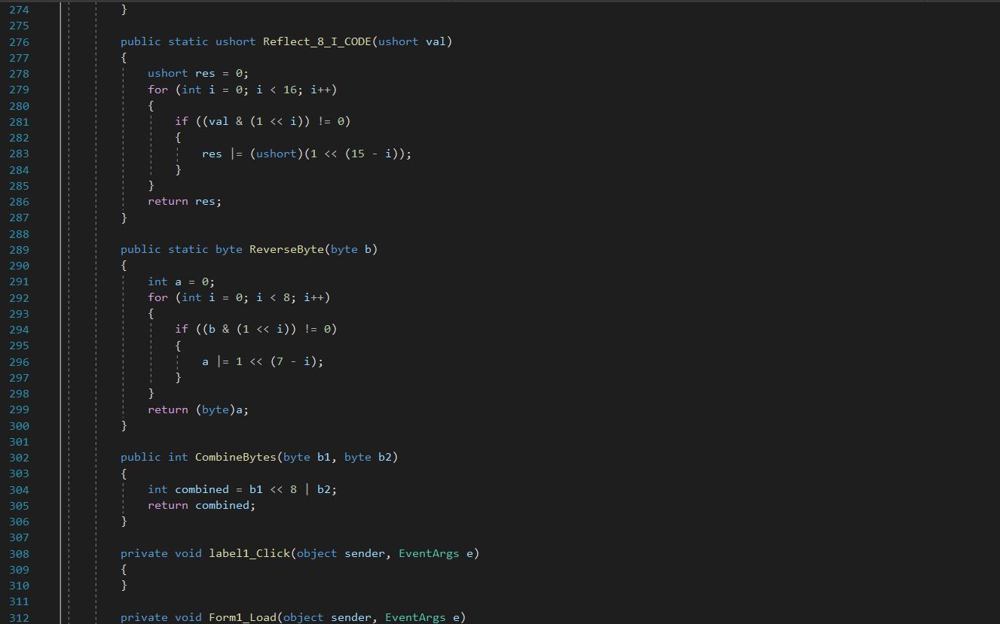 274 }
275
276 public static ushort Reflect_8_I_CODE(ushort val)
277 {
278 ushort res = 0;
279 for (int i = 0; i < 16; i++)
280 {
281 if ((val & (1 << i)) != 0)
282 {
283 res |= (ushort)(1 << (15 - i));
284 }
285 }
286 return res;
287 }
288
289 public static byte ReverseByte(byte b)
290 {
291 int a = 0;
292 for (int i = 0; i < 8; i++)
293 {
294 if ((b & (1 << i)) != 0)
295 {
296 a |= 1 << (7 - i);
297 }
298 }
299 return (byte)a;
300 }
301
302 public int CombineBytes(byte b1, byte b2)
303 {
304 int combined = b1 << 8 | b2;
305 return combined;
306 }
307
308 private void label1_Click(object sender, EventArgs e)
309 {
310 }
311
312 private void Form1_Load(object sender, EventArgs e)